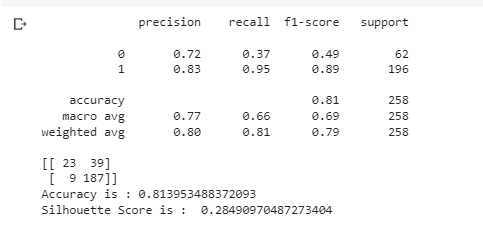 precision recall f1-score support
0 0.72 0.37 0.49 62
1 0.83 0.95 0.89 196
accuracy 0.81 258
macro avg 0.77 0.66 0.69 258
weighted avg 0.80 0.81 0.79 258
[[ 23 39]
[ 9 187]]
Accuracy is : 0.813953488372093
Silhouette Score is : 0.28490970487273404